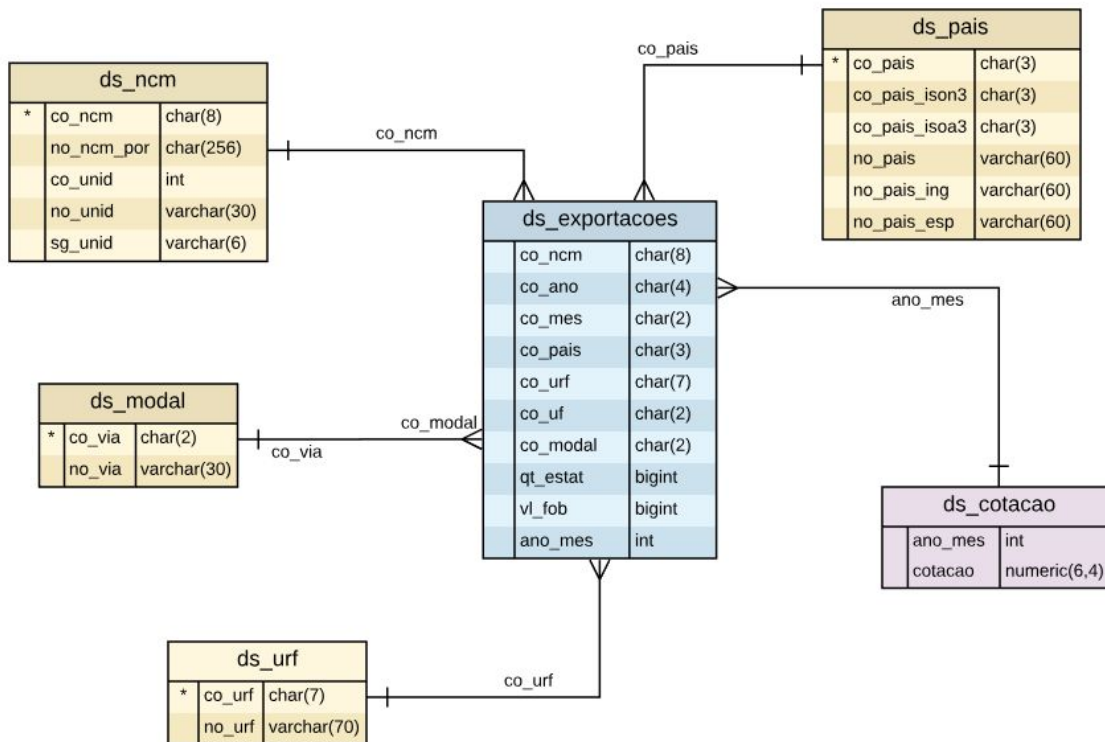 ds_ncm
* co_ncm char(8)
no_ncm_por char(256)
co_unid int
no_unid varchar(30)
sg_unid varchar(6)
co_ncm
co_pais
ds_pais
* co_pais char(3)
co_pais_ison3 char(3)
co_pais_isoa3 char(3)
no_pais varchar(60)
no_pais_ing varchar(60)
no_pais_esp varchar(60)
ds_exportacoes
co_ncm char(8)
co_ano char(4)
co_mes char(2)
co_pais char(3)
co_urf char(7)
co_uf char(2)
co_modal char(2)
qt_estat bigint
vl_fob bigint
ano_mes int
ano_mes
ds_modal
* co_via char(2)
no_via varchar(30)
co_via
co_modal
ds_cotacao
ano_mes int
cotacao numeric(6,4)
ds_urf
* co_urf char(7)
no_urf varchar(70)
co_urf